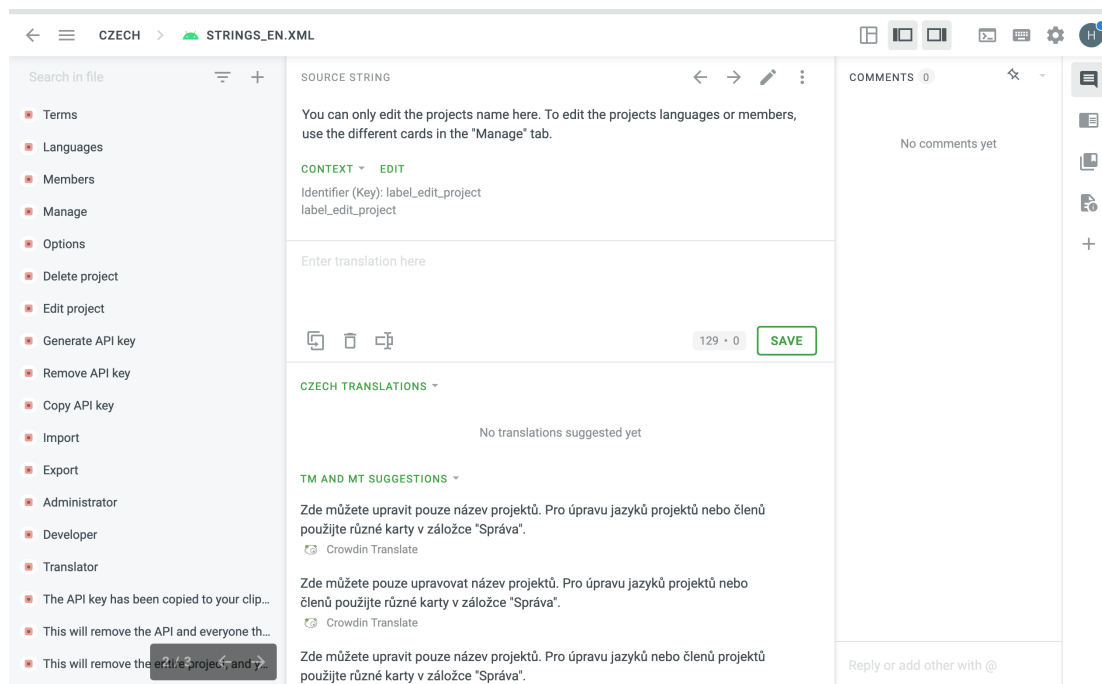 CZECH
STRINGS_EN.XML
H
Search in file
Terms
Languages
Members
Manage
Options
Delete project
Edit project
Generate API key
Remove API key
Copy API key
Import
Export
Administrator
Developer
Translator
The API key has been copied to your clip...
This will remove the API and everyone th...
This will remove the entire project, and y...
2 / 3
SOURCE STRING
You can only edit the projects name here. To edit the projects languages or members,
use the different cards in the "Manage" tab.
CONTEXT EDIT
Identifier (Key): label_edit_project
label_edit_project
Enter translation here
129 • 0 SAVE
CZECH TRANSLATIONS
No translations suggested yet
TM AND MT SUGGESTIONS
Zde můžete upravit pouze název projektů. Pro úpravu jazyků projektů nebo členů
použijte různé karty v záložce "Správa".
Crowdin Translate
Zde můžete pouze upravovat název projektů. Pro úpravu jazyků projektů nebo
členů použijte různé karty v záložce "Správa".
Crowdin Translate
Zde můžete upravit pouze název projektů. Pro úpravu jazyků nebo členů projektů
použijte různé karty v záložce "Správa".
COMMENTS 0
No comments yet
Reply or add other with @